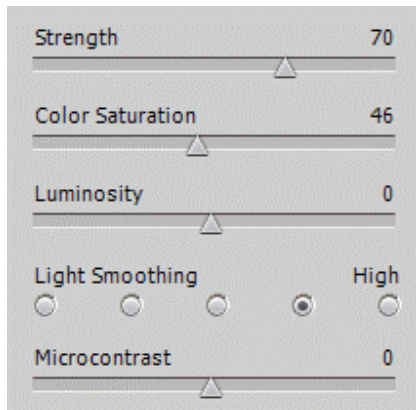 Strength 70
Color Saturation 46
Luminosity 0
Light Smoothing High
Microcontrast 0